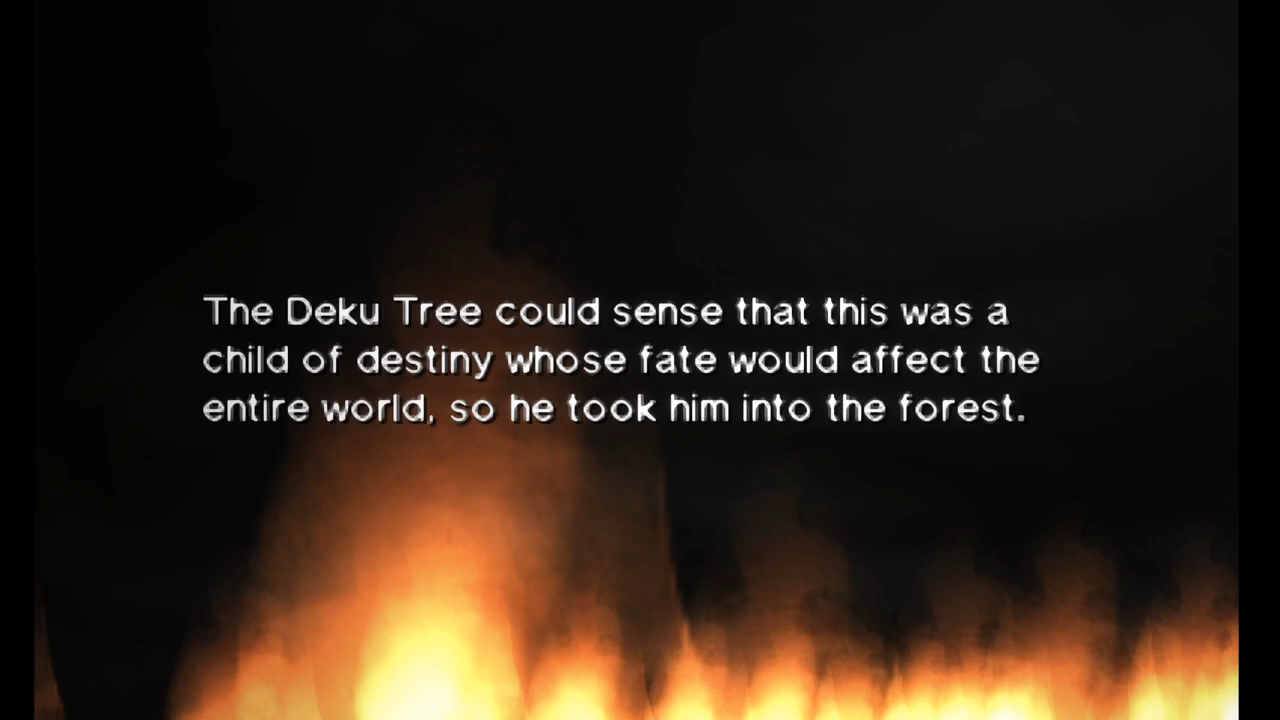 The Deku Tree could sense that this was a
child of destiny whose fate would affect the
entire world, so he took him into the forest.